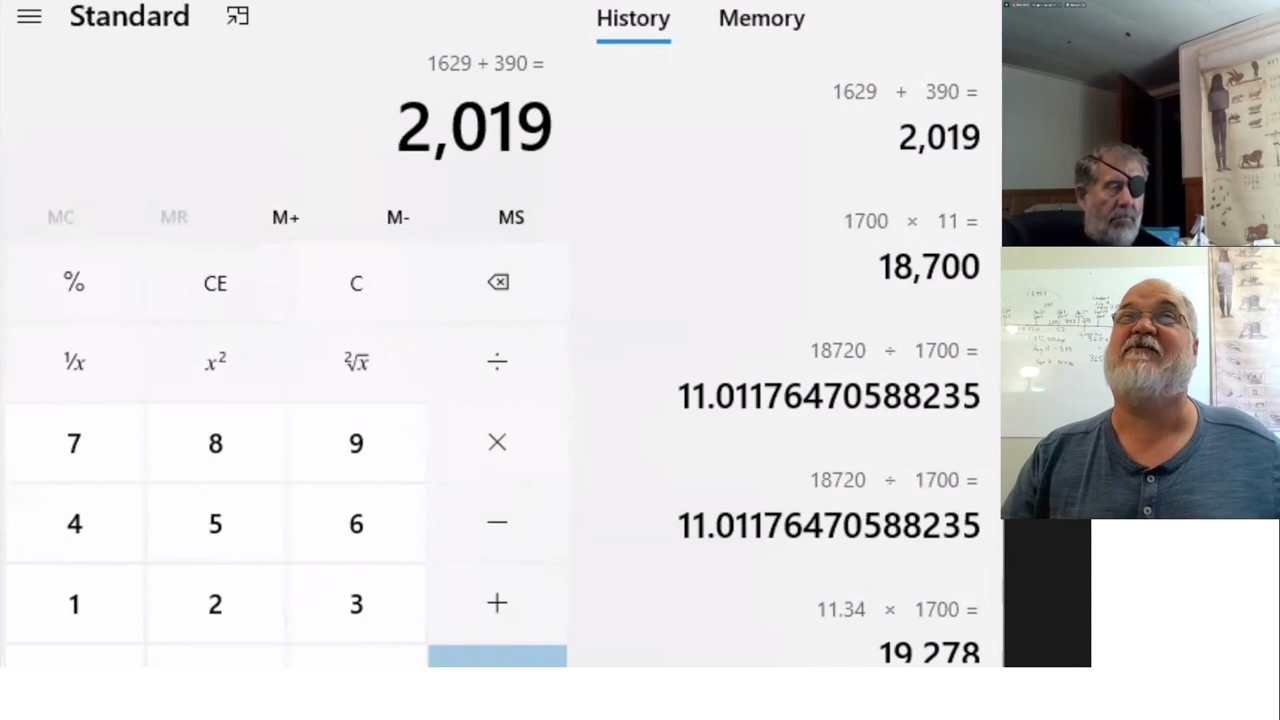 Standard
1629 + 390 =
2,019
MC MR M+ M- MS
% CE C
¹/x x² ²√x ÷
7 8 9 ×
4 5 6 −
1 2 3 +
History Memory
1629 + 390 =
2,019
1700 × 11 =
18,700
18720 ÷ 1700 =
11.01176470588235
18720 ÷ 1700 =
11.01176470588235
11.34 × 1700 =
19,278